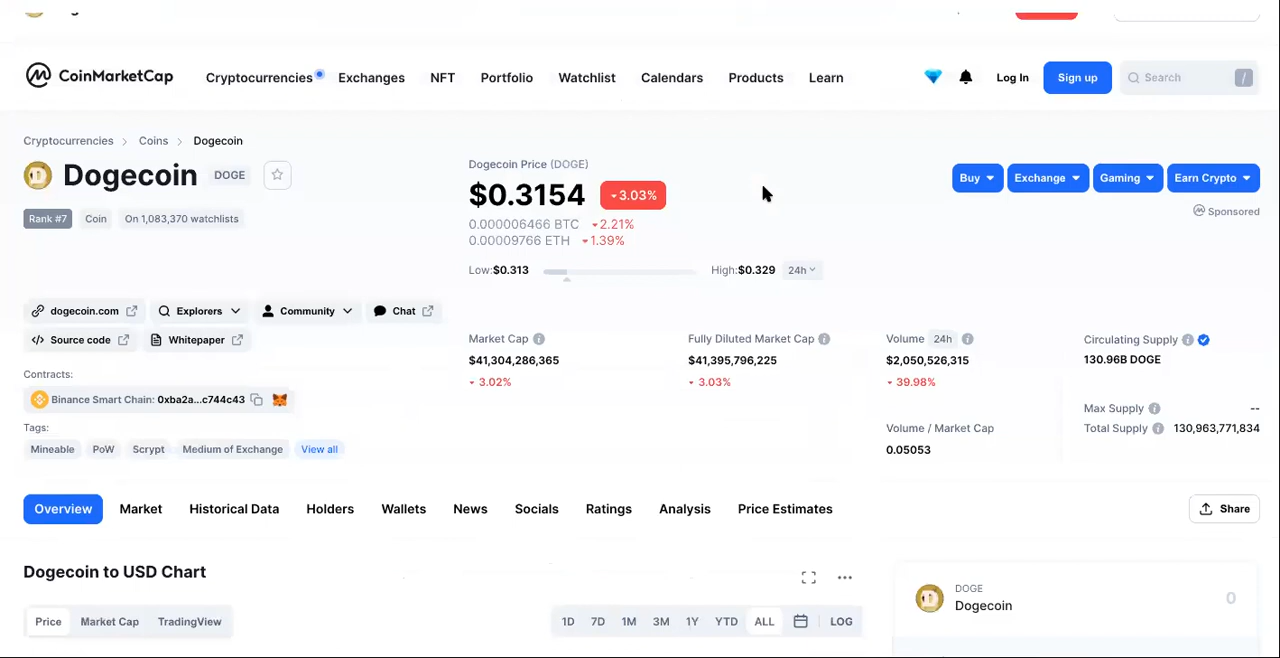 CoinMarketCap Cryptocurrencies Exchanges NFT Portfolio Watchlist Calendars Products Learn Log In Sign up Search /
Cryptocurrencies > Coins > Dogecoin
Dogecoin DOGE
Rank #7 Coin On 1,083,370 watchlists
dogecoin.com Explorers Community Chat
Source code Whitepaper
Contracts:
Binance Smart Chain: 0xba2a...c744c43
Tags:
Mineable PoW Scrypt Medium of Exchange View all
Dogecoin Price (DOGE)
$0.3154 3.03%
0.000006466 BTC 2.21%
0.00009766 ETH 1.39%
Low:$0.313 High:$0.329 24h
Buy Exchange Gaming Earn Crypto
Sponsored
Market Cap
$41,304,286,365
3.02%
Fully Diluted Market Cap
$41,395,796,225
3.03%
Volume 24h
$2,050,526,315
39.98%
Volume / Market Cap
0.05053
Circulating Supply
130.96B DOGE
Max Supply --
Total Supply 130,963,771,834
Overview Market Historical Data Holders Wallets News Socials Ratings Analysis Price Estimates Share
Dogecoin to USD Chart
Price Market Cap TradingView 1D 7D 1M 3M 1Y YTD ALL LOG
DOGE
Dogecoin 0